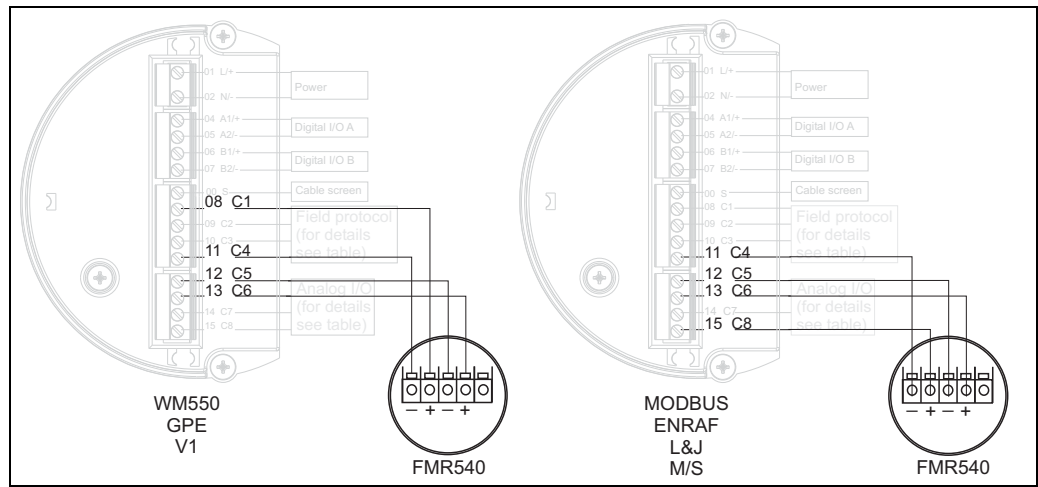 01 L/+
02 N/-
Power
04 A1/+
05 A2/-
Digital I/O A
06 B1/+
07 B2/-
Digital I/O B
00 S
Cable screen
08 C1
09 C2
10 C3
11 C4
Field protocol
(for details
see table)
12 C5
13 C6
14 C7
15 C8
Analog I/O
(for details
see table)
WM550
GPE
V1
– + – +
FMR540
01 L/+
02 N/-
Power
04 A1/+
05 A2/-
Digital I/O A
06 B1/+
07 B2/-
Digital I/O B
00 S
Cable screen
08 C1
09 C2
10 C3
11 C4
Field protocol
(for details
see table)
12 C5
13 C6
14 C7
15 C8
Analog I/O
(for details
see table)
MODBUS
ENRAF
L&J
M/S
– + – +
FMR540